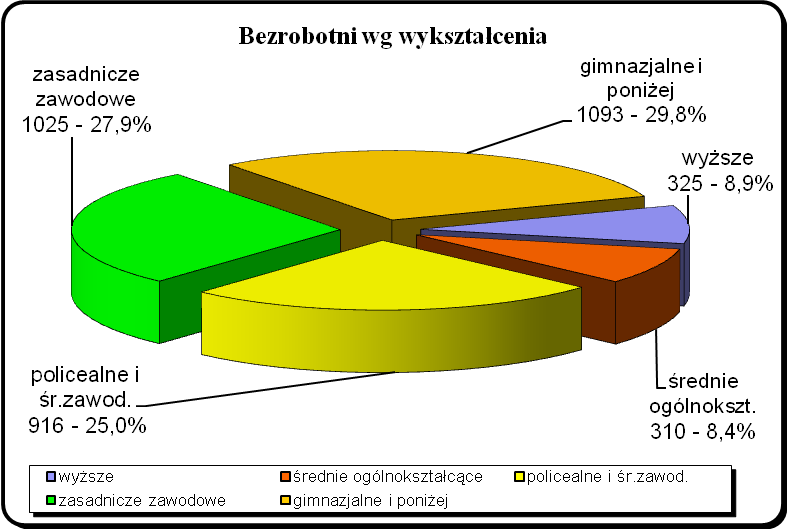 Bezrobotni wg wykształcenia
zasadnicze
zawodowe
1025 - 27,9%
gimnazjalne i
poniżej
1093 - 29,8%
wyższe
325 - 8,9%
policealne i
śr.zawod.
916 - 25,0%
średnie
ogólnokszt.
310 - 8,4%
wyższe
średnie ogólnokształcące
policealne i śr.zawod.
zasadnicze zawodowe
gimnazjalne i poniżej